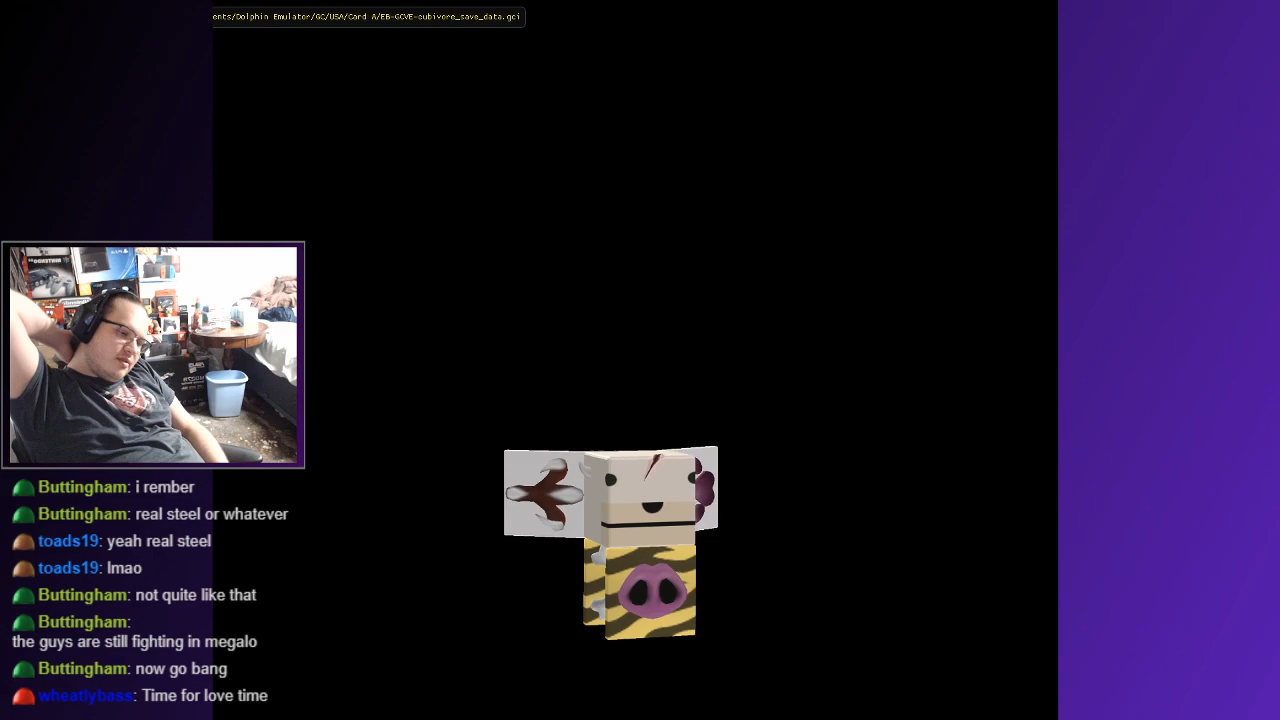 ents/Dolphin Emulator/GC/USA/Card A/EB-GCVE-cubivore_save_data.gci
Buttingham: i rember
Buttingham: real steel or whatever
toads19: yeah real steel
toads19: lmao
Buttingham: not quite like that
Buttingham:
the guys are still fighting in megalo
Buttingham: now go bang
wheatlybass: Time for love time